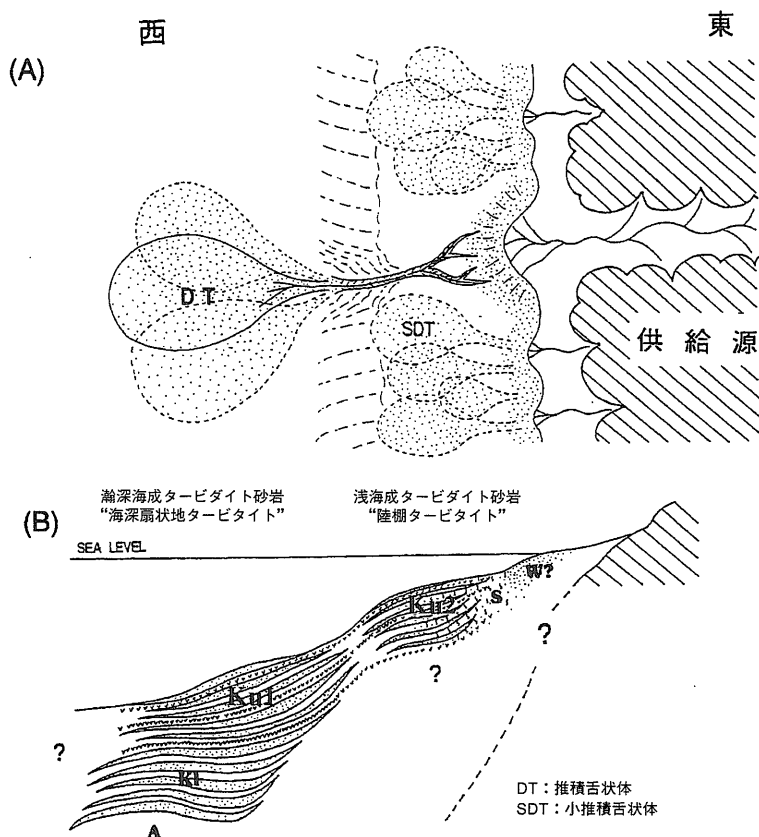 西
東
(A)
DT
SDT
供給源
瀚深海成タービダイト砂岩
“海深扇状地タービタイト”
浅海成タービダイト砂岩
“陸棚タービタイト”
(B)
SEA LEVEL
W?
S
Ku2
?
?
Ku1
?
Kl
A
DT：推積舌状体
SDT：小推積舌状体